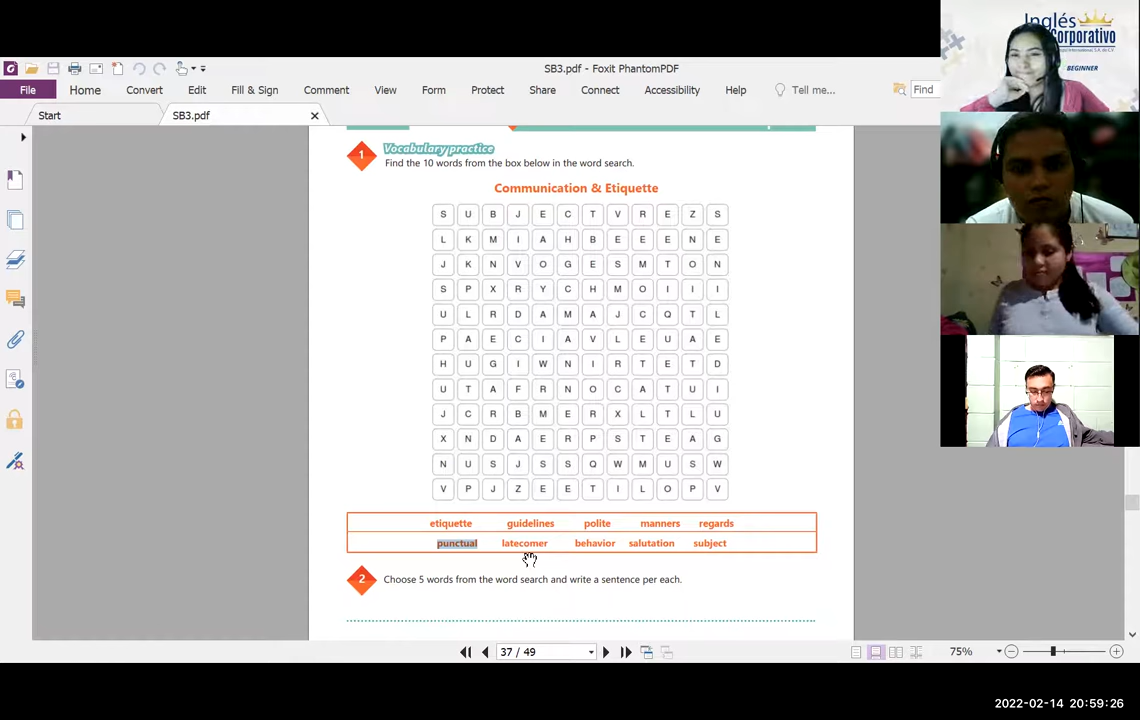 Inglés
Corporativo
BEGINNER
SB3.pdf - Foxit PhantomPDF
File Home Convert Edit Fill & Sign Comment View Form Protect Share Connect Accessibility Help Tell me... Find
Start SB3.pdf
1 Vocabulary practice
Find the 10 words from the box below in the word search.
Communication & Etiquette
S U B J E C T V R E Z S
L K M I A H B E E E N E
J K N V O G E S M T O N
S P X R Y C H M O I I I
U L R D A M A J C Q T L
P A E C I A V L E U A E
H U G I W N I R T E T D
U T A F R N O C A T U I
J C R B M E R X L T L U
X N D A E R P S T E A G
N U S J S S Q W M U S W
V P J Z E E T I L O P V
etiquette guidelines polite manners regards
punctual latecomer behavior salutation subject
2 Choose 5 words from the word search and write a sentence per each.
37 / 49
75%
2022-02-14 20:59:26